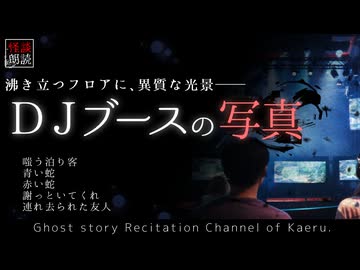 怪談
朗読
沸き立つフロアに、異質な光景――
DJブースの写真
嗤う泊り客
青い蛇
赤い蛇
謝っといてくれ
連れ去られた友人
Ghost story Recitation Channel of Kaeru.